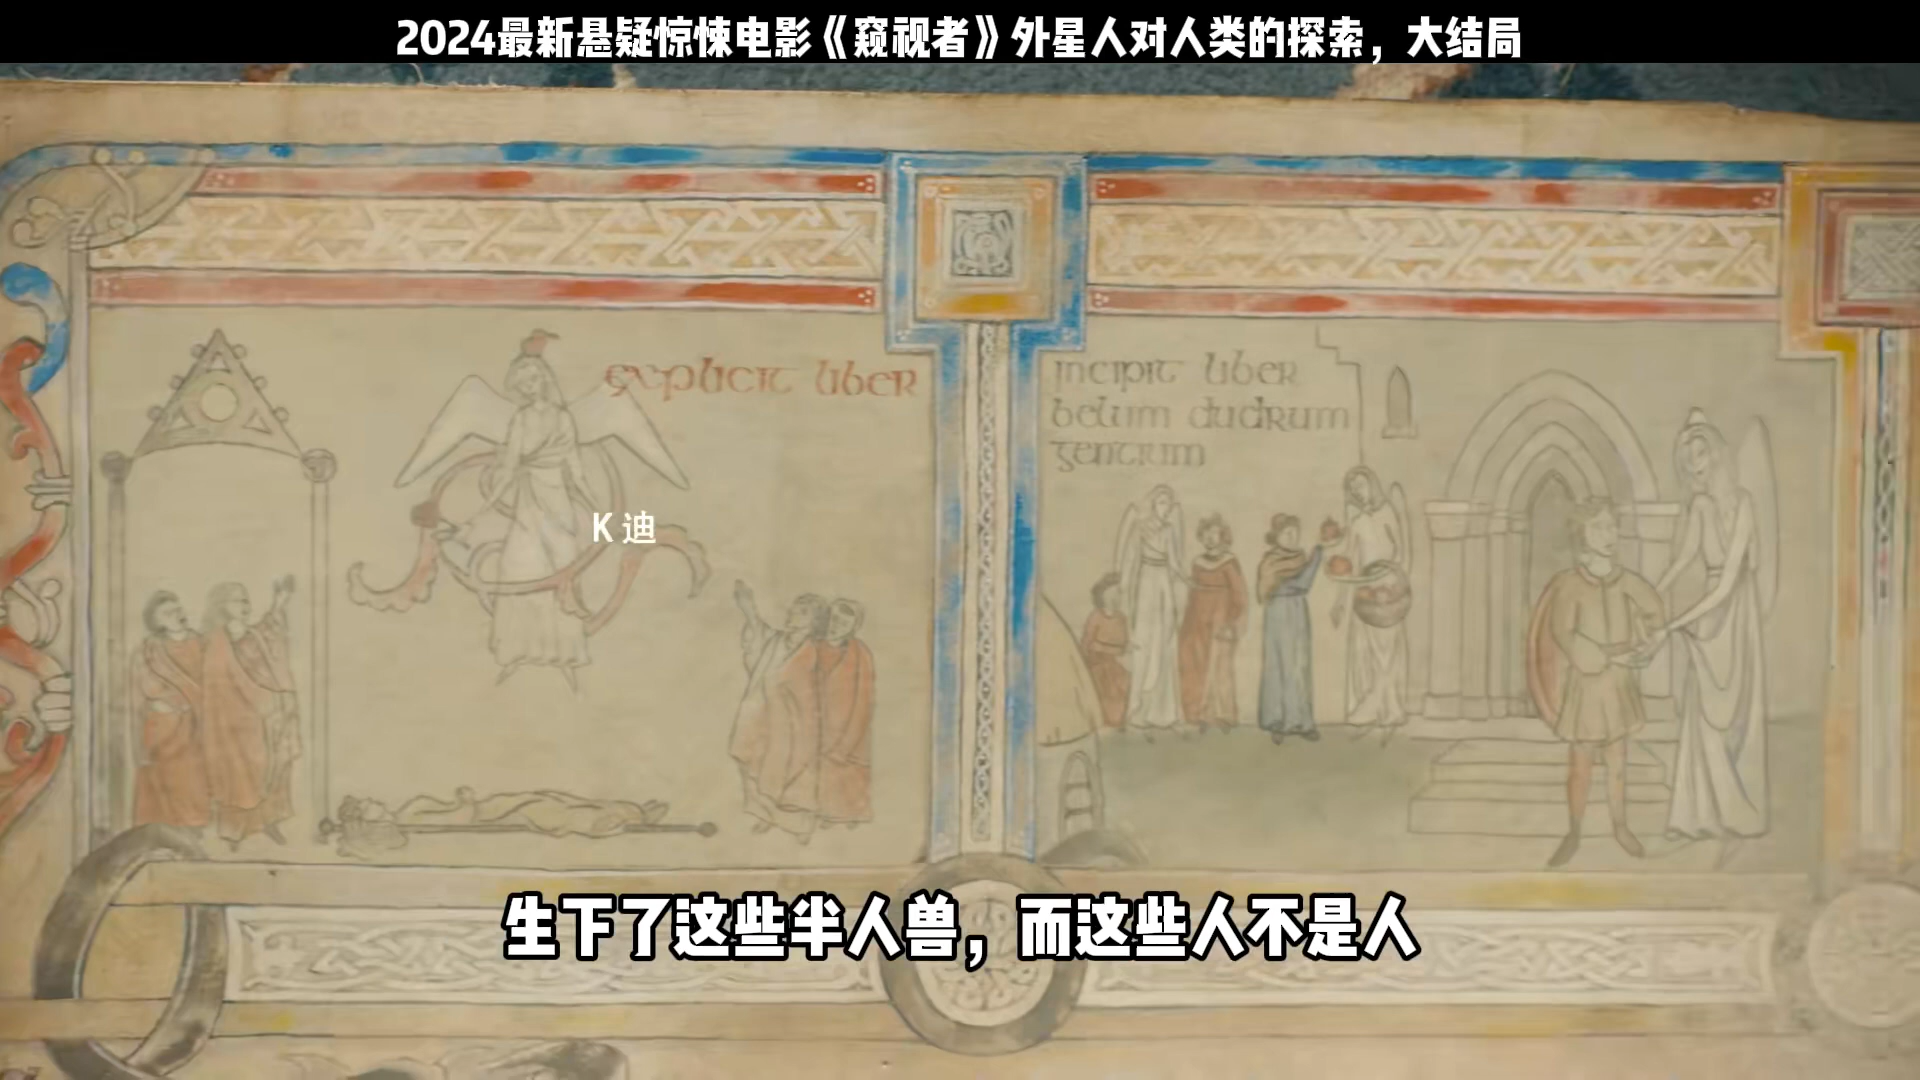 2024最新悬疑惊悚电影《窥视者》外星人对人类的探索，大结局
explicit liber
incipit liber
belum duarum
gentium
K迪
生下了这些半人兽，而这些人不是人